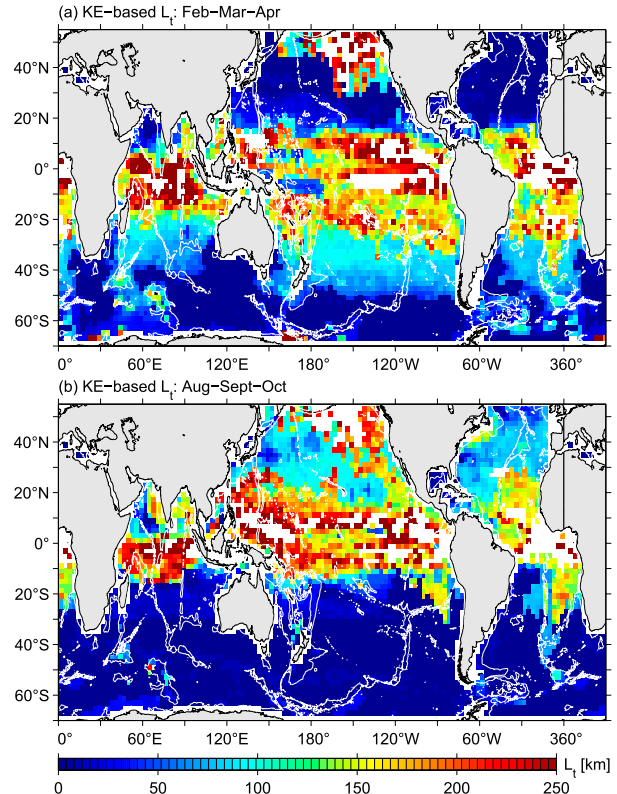 (a) KE-based Lt: Feb-Mar-Apr
40°N
20°N
0°
20°S
40°S
60°S
0° 60°E 120°E 180° 120°W 60°W 360°
(b) KE-based Lt: Aug-Sept-Oct
40°N
20°N
0°
20°S
40°S
60°S
0° 60°E 120°E 180° 120°W 60°W 360°
Lt [km]
0 50 100 150 200 250